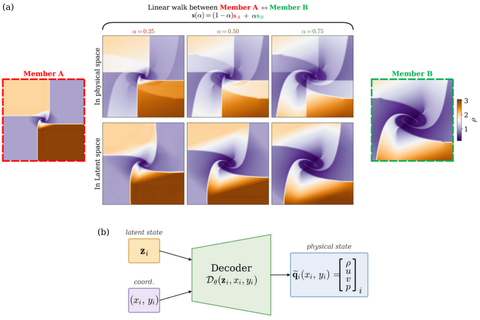 (a)
Linear walk between Member A ↔ Member B
s(α) = (1−α)s_A + αs_B
α = 0.25
α = 0.50
α = 0.75
In physical space
Member A
Member B
3
2
1
ρ
In Latent space
(b)
latent state
z_i
coord.
(x_i, y_i)
Decoder
D_θ(z_i, x_i, y_i)
physical state
q̃_i(x_i, y_i) = [ρ u v p]_i